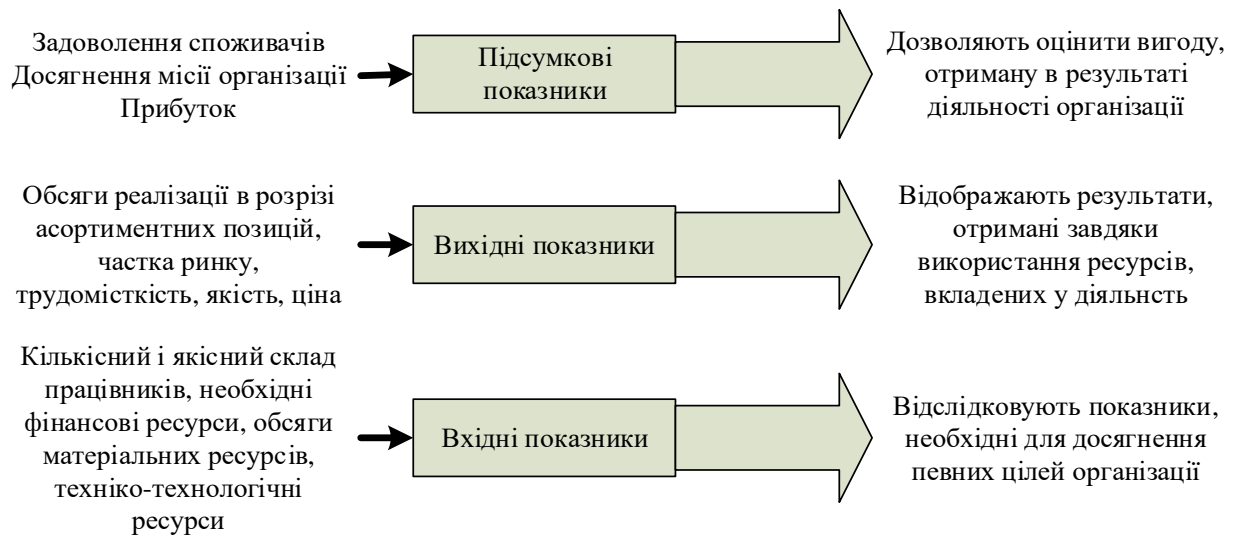 Задоволення споживачів
Досягнення місії організації
Прибуток
Підсумкові
показники
Дозволяють оцінити вигоду,
отриману в результаті
діяльності організації
Обсяги реалізації в розрізі
асортиментних позицій,
частка ринку,
трудомісткість, якість, ціна
Вихідні показники
Відображають результати,
отримані завдяки
використання ресурсів,
вкладених у діяльнсть
Кількісний і якісний склад
працівників, необхідні
фінансові ресурси, обсяги
матеріальних ресурсів,
техніко-технологічні
ресурси
Вхідні показники
Відслідковують показники,
необхідні для досягнення
певних цілей організації